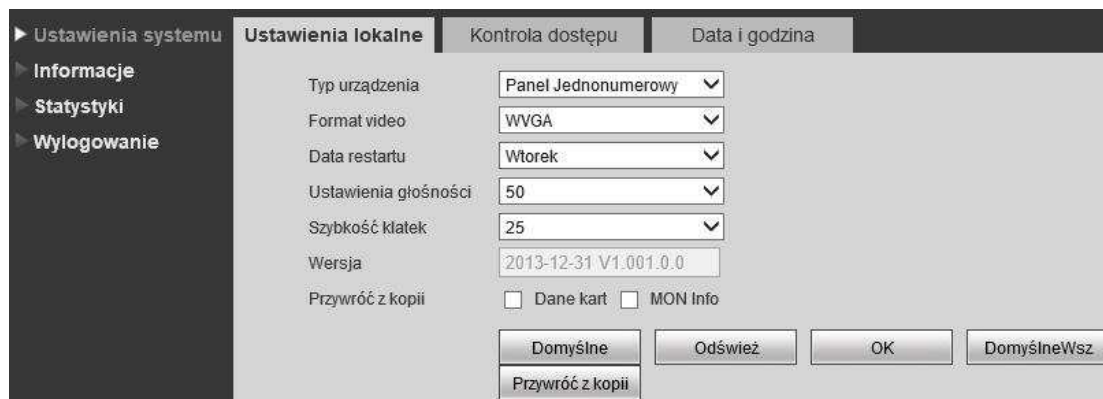 Ustawienia systemu
Informacje
Statystyki
Wylogowanie
Ustawienia lokalne Kontrola dostępu Data i godzina
Typ urządzenia Panel Jednonumerowy
Format video WVGA
Data restartu Wtorek
Ustawienia głośności 50
Szybkość klatek 25
Wersja 2013-12-31 V1.001.0.0
Przywróć z kopii Dane kart MON Info
Domyślne Odśwież OK DomyślneWsz
Przywróć z kopii